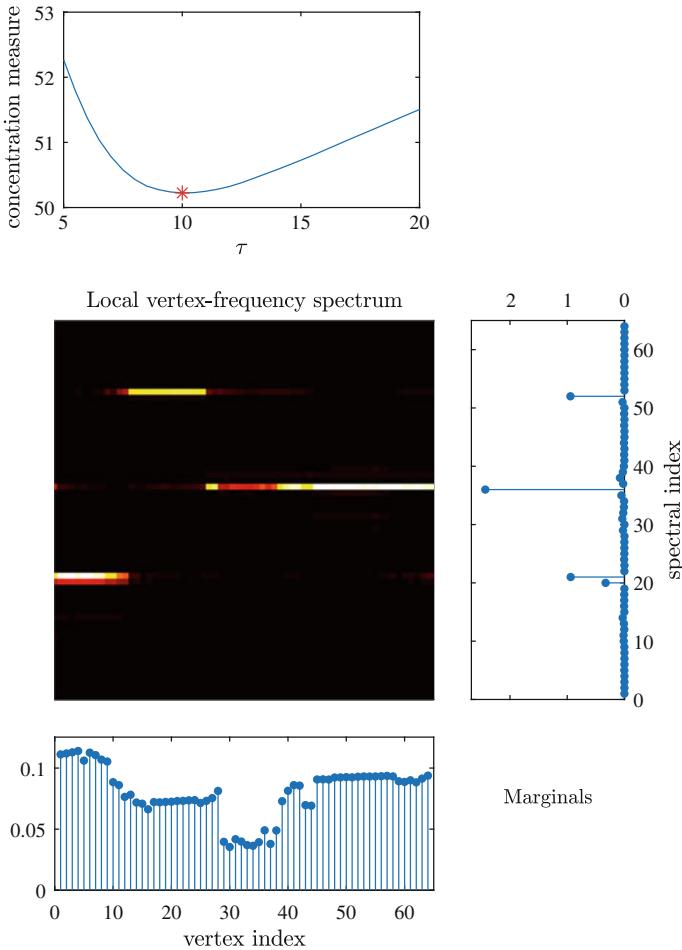 53
52
51
50
concentration measure
5 10 15 20
τ
Local vertex-frequency spectrum
2 1 0
60
50
40
30
20
10
0
spectral index
0.1
0.05
0
0 10 20 30 40 50 60
vertex index
Marginals